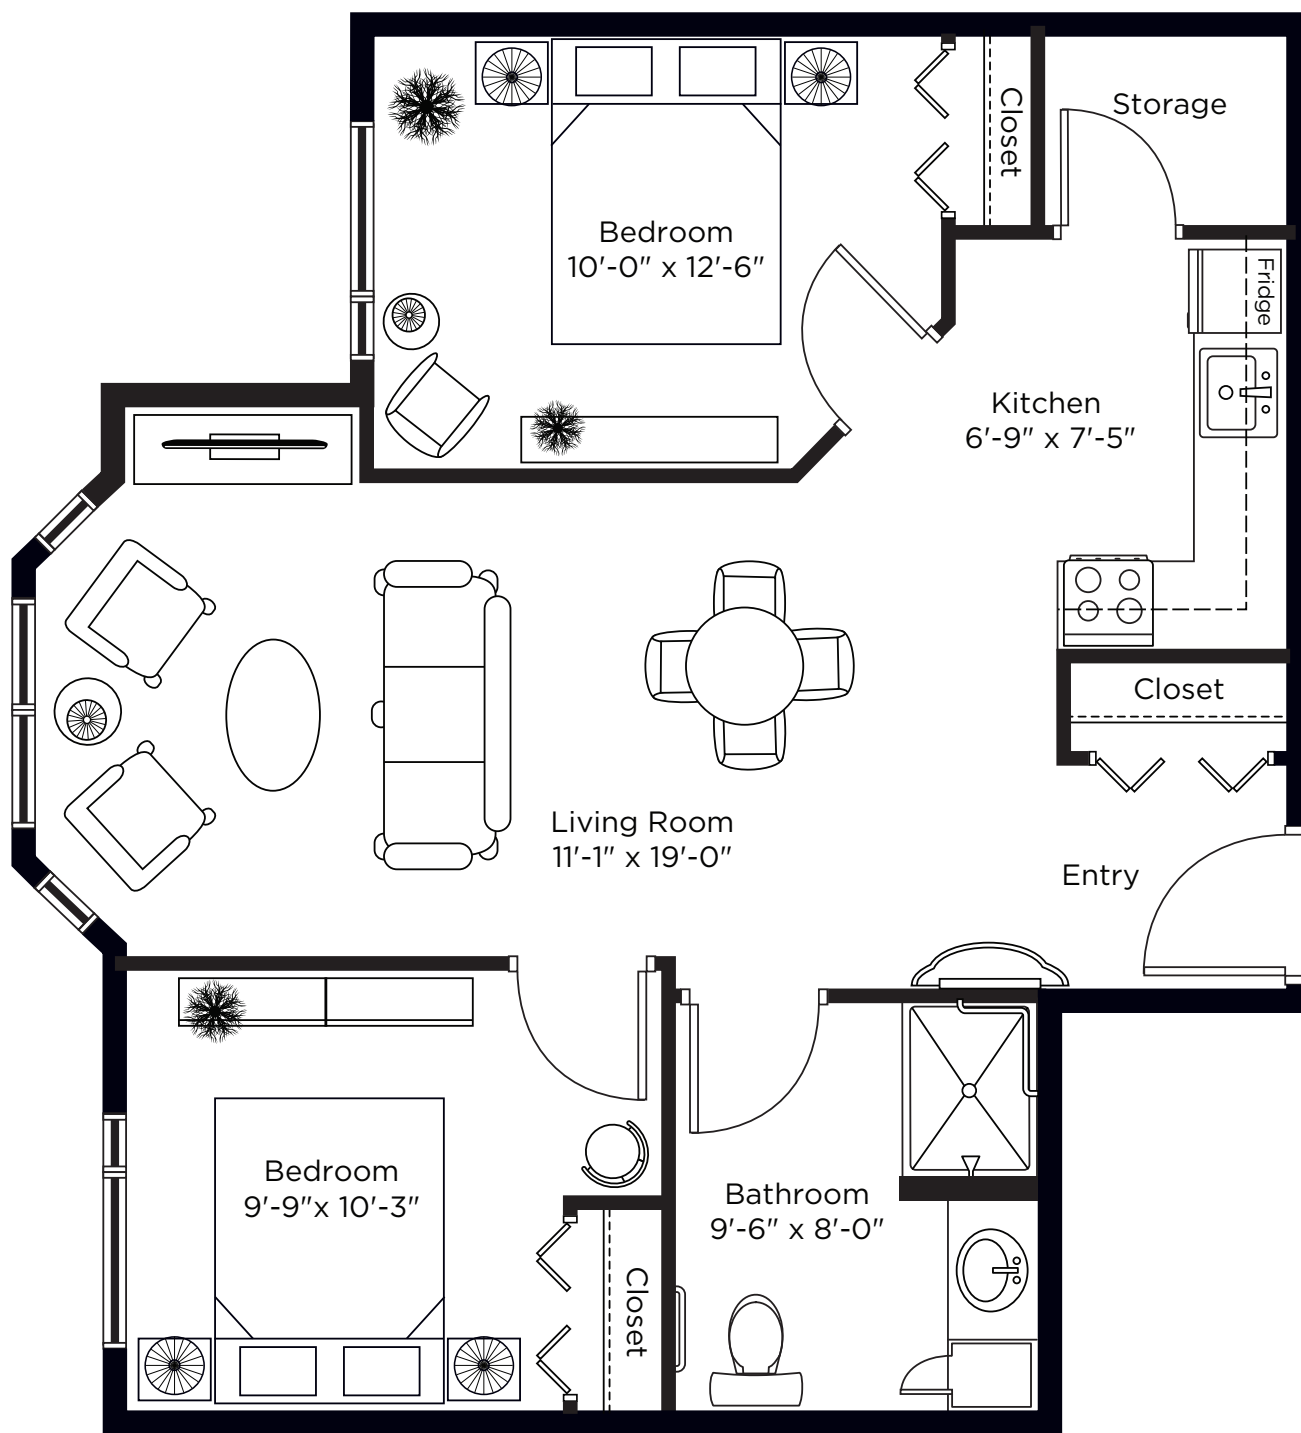 Closet
Storage
Bedroom
10'-0" x 12'-6"
Fridge
Kitchen
6'-9" x 7'-5"
Closet
Living Room
11'-1" x 19'-0"
Entry
Bedroom
9'-9"x 10'-3"
Bathroom
9'-6" x 8'-0"
Closet